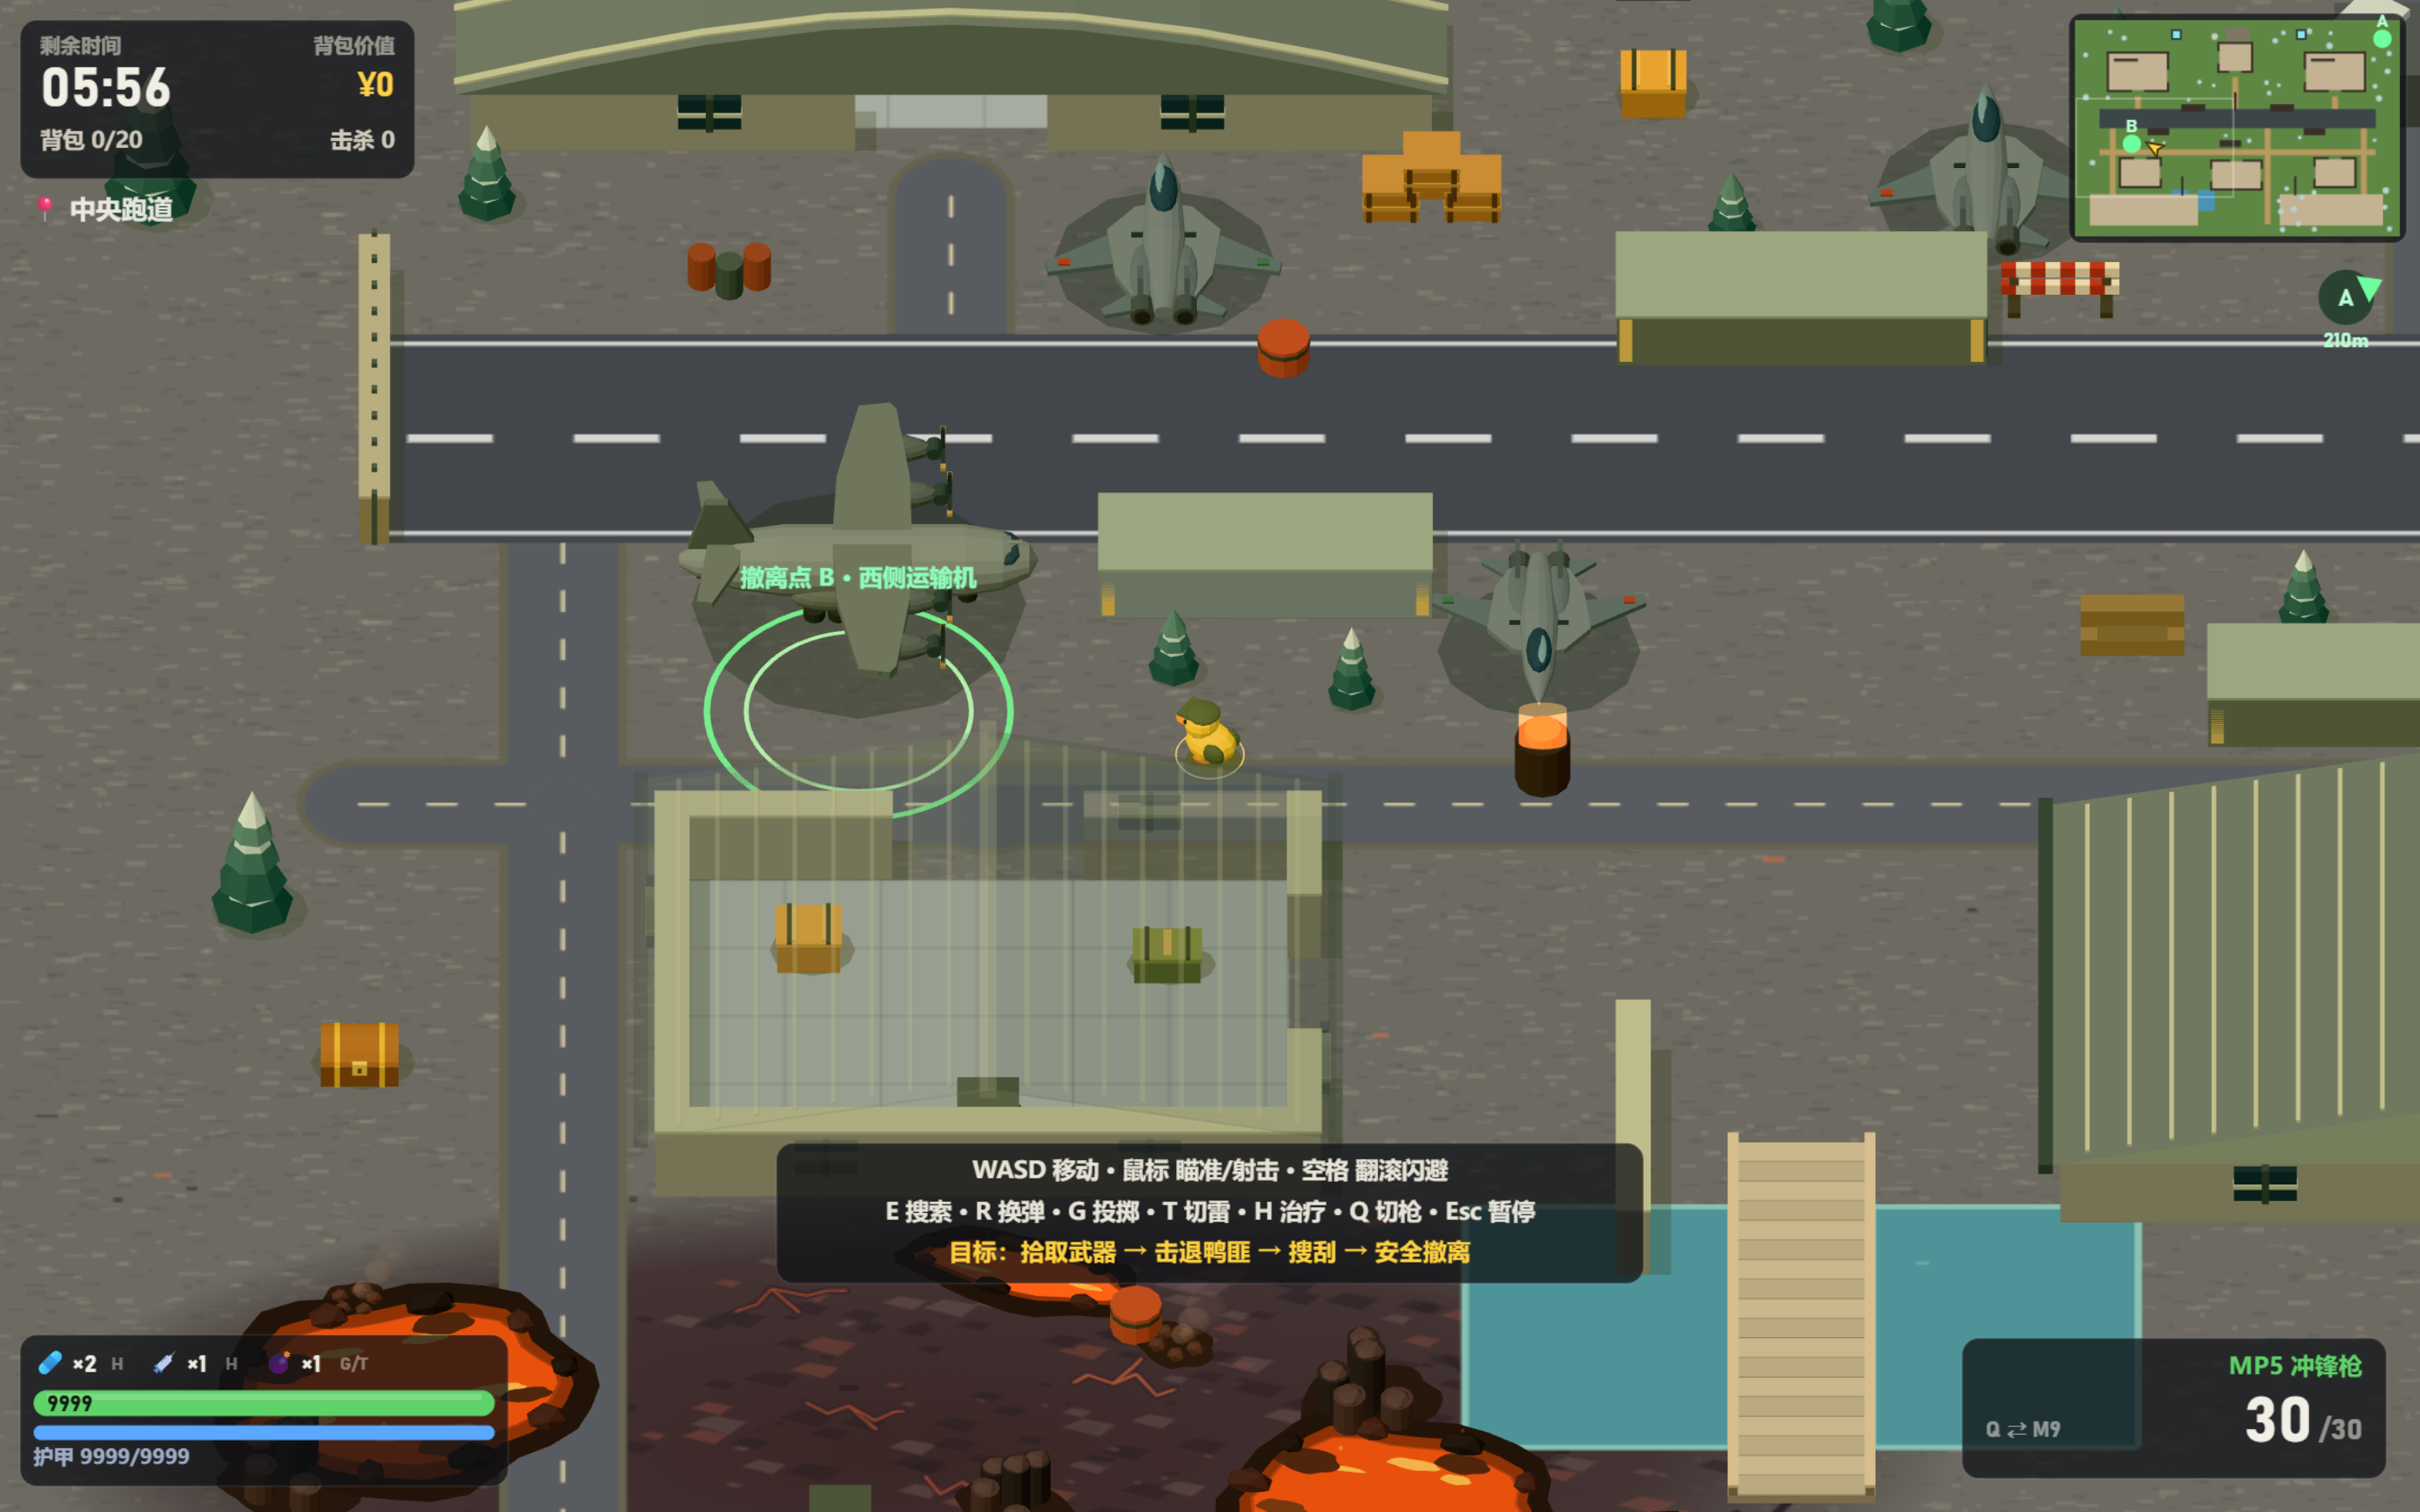 剩余时间 背包价值
05:56 ¥0
背包 0/20 击杀 0
中央跑道
A
B
A
210m
撤离点 B · 西侧运输机
WASD 移动 · 鼠标 瞄准/射击 · 空格 翻滚闪避
E 搜索 · R 换弹 · G 投掷 · T 切雷 · H 治疗 · Q 切枪 · Esc 暂停
目标：拾取武器 → 击退鸭匪 → 搜刮 → 安全撤离
×2 H ×1 H ×1 G/T
9999
护甲 9999/9999
MP5 冲锋枪
Q ⇄ M9 30 /30